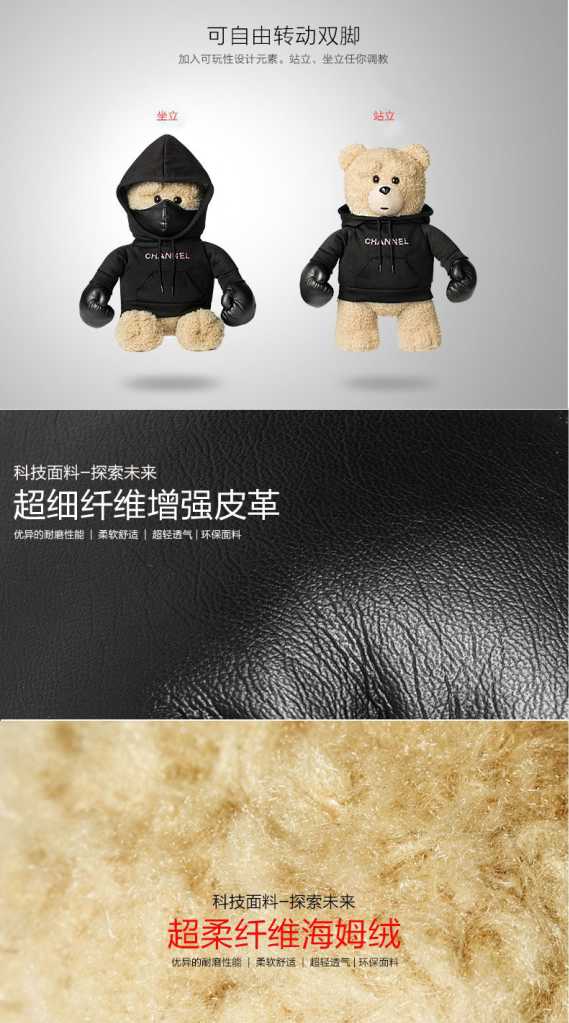 可自由转动双脚
加入可玩性设计元素。站立、坐立任你调教
坐立
站立
CHANNEL
CHANNEL
科技面料–探索未来
超细纤维增强皮革
优异的耐磨性能 | 柔软舒适 | 超轻透气 | 环保面料
科技面料–探索未来
超柔纤维海姆绒
优异的耐磨性能 | 柔软舒适 | 超轻透气 | 环保面料